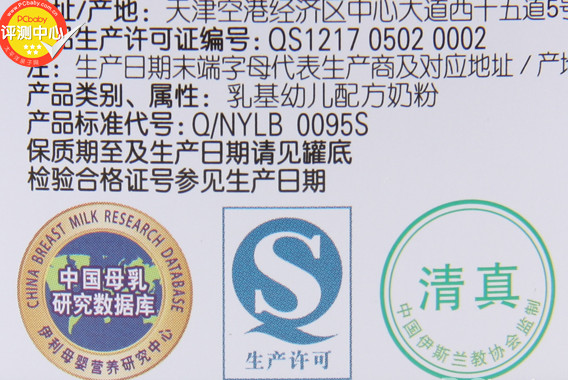 PCbaby
评测中心
址/产地：天津空港经济区中心大道西十五道5号
品生产许可证编号：QS1217 0502 0002
注：生产日期末端字母代表生产商及对应地址/产地
产品类别、属性：乳基幼儿配方奶粉
产品标准代号：Q/NYLB 0095S
保质期至及生产日期请见罐底
检验合格证号参见生产日期
CHINA BREAST MILK RESEARCH DATABASE
中国母乳
研究数据库
伊利母婴营养研究中心
S
生产许可
清真
中国伊斯兰教协会监制